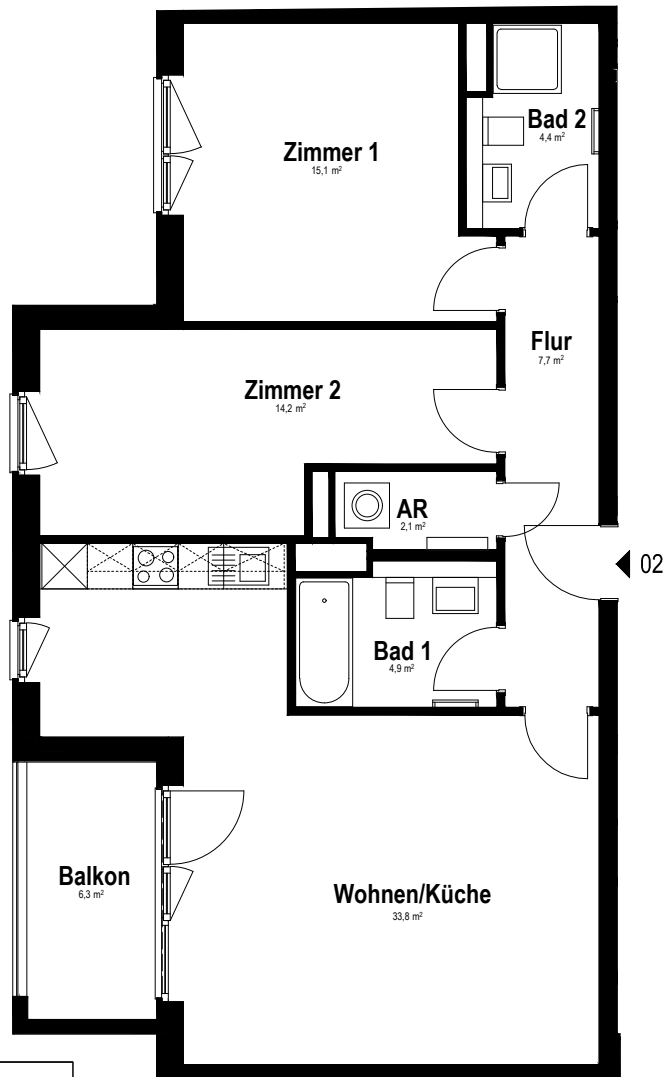 Bad 2
4,4 m²
Zimmer 1
15,1 m²
Flur
7,7 m²
Zimmer 2
14,2 m²
AR
2,1 m²
02
Bad 1
4,9 m²
Balkon
6,3 m²
Wohnen/Küche
33,8 m²